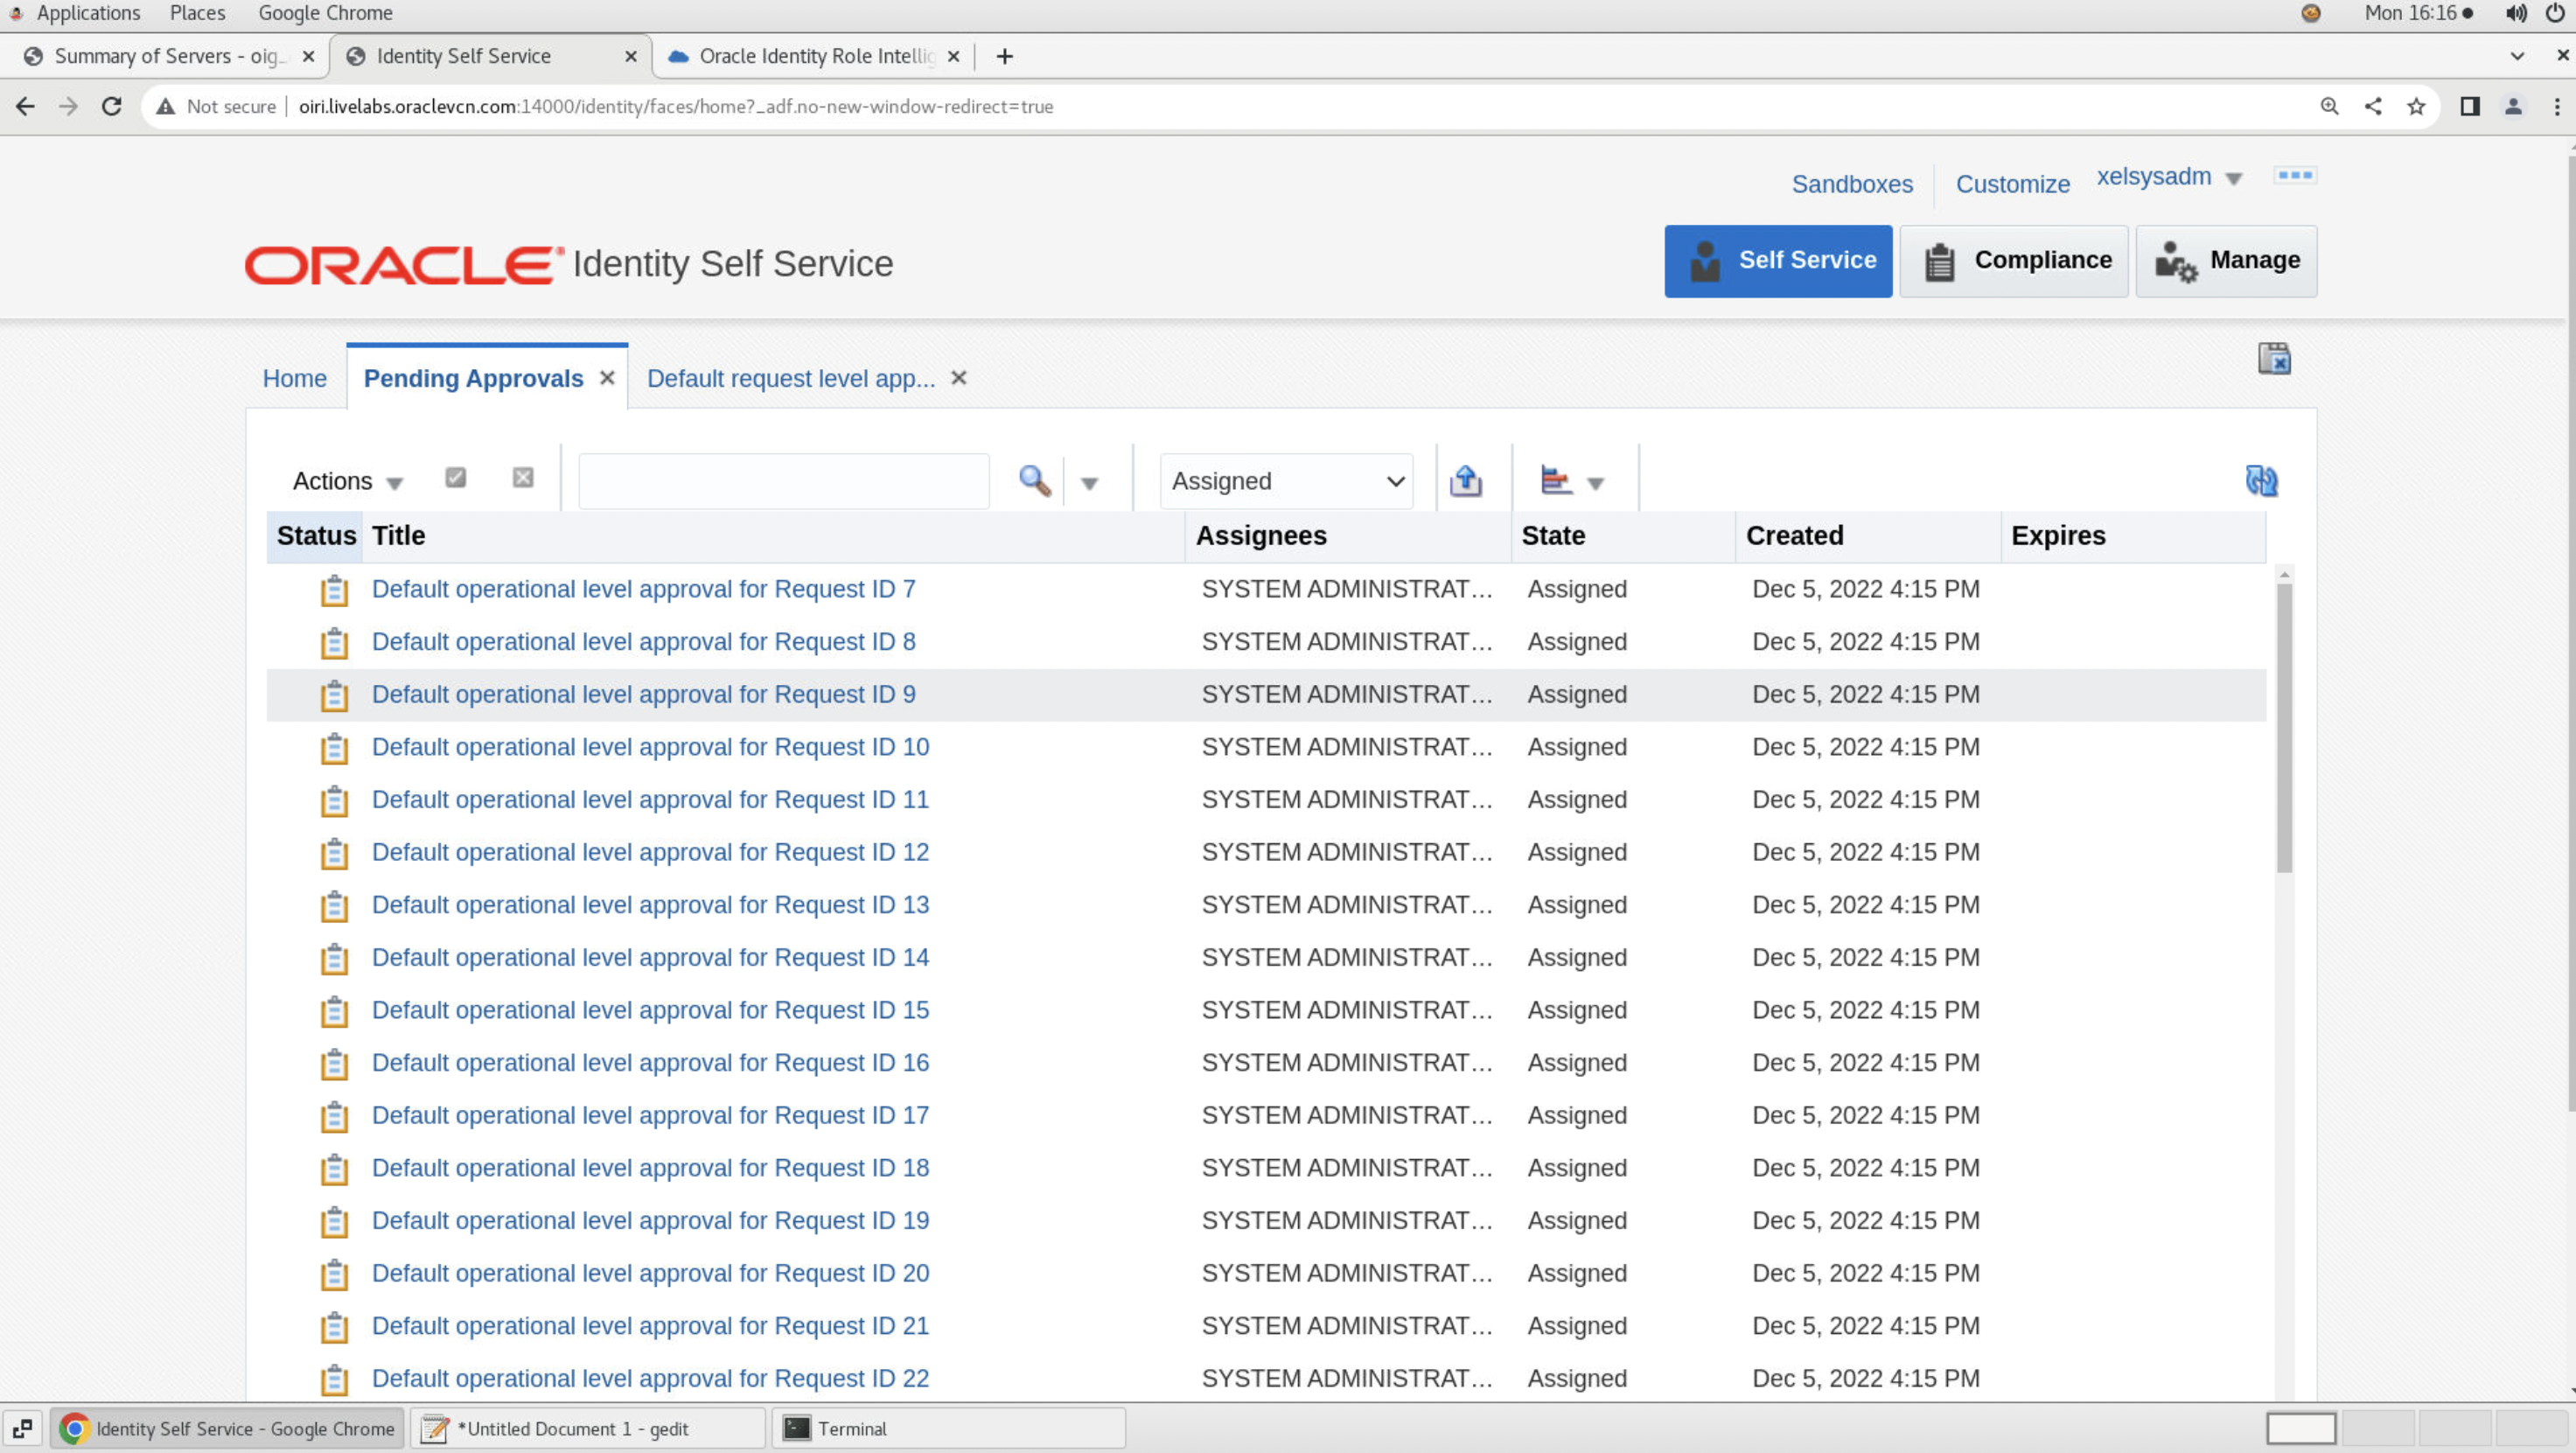 Applications Places Google Chrome Mon 16:16
Summary of Servers - oig_ Identity Self Service Oracle Identity Role Intellig
Not secure oiri.livelabs.oraclevcn.com:14000/identity/faces/home?_adf.no-new-window-redirect=true
Sandboxes Customize xelsysadm
ORACLE Identity Self Service Self Service Compliance Manage
Home Pending Approvals Default request level app...
Actions Assigned
Status Title Assignees State Created Expires
Default operational level approval for Request ID 7 SYSTEM ADMINISTRAT... Assigned Dec 5, 2022 4:15 PM
Default operational level approval for Request ID 8 SYSTEM ADMINISTRAT... Assigned Dec 5, 2022 4:15 PM
Default operational level approval for Request ID 9 SYSTEM ADMINISTRAT... Assigned Dec 5, 2022 4:15 PM
Default operational level approval for Request ID 10 SYSTEM ADMINISTRAT... Assigned Dec 5, 2022 4:15 PM
Default operational level approval for Request ID 11 SYSTEM ADMINISTRAT... Assigned Dec 5, 2022 4:15 PM
Default operational level approval for Request ID 12 SYSTEM ADMINISTRAT... Assigned Dec 5, 2022 4:15 PM
Default operational level approval for Request ID 13 SYSTEM ADMINISTRAT... Assigned Dec 5, 2022 4:15 PM
Default operational level approval for Request ID 14 SYSTEM ADMINISTRAT... Assigned Dec 5, 2022 4:15 PM
Default operational level approval for Request ID 15 SYSTEM ADMINISTRAT... Assigned Dec 5, 2022 4:15 PM
Default operational level approval for Request ID 16 SYSTEM ADMINISTRAT... Assigned Dec 5, 2022 4:15 PM
Default operational level approval for Request ID 17 SYSTEM ADMINISTRAT... Assigned Dec 5, 2022 4:15 PM
Default operational level approval for Request ID 18 SYSTEM ADMINISTRAT... Assigned Dec 5, 2022 4:15 PM
Default operational level approval for Request ID 19 SYSTEM ADMINISTRAT... Assigned Dec 5, 2022 4:15 PM
Default operational level approval for Request ID 20 SYSTEM ADMINISTRAT... Assigned Dec 5, 2022 4:15 PM
Default operational level approval for Request ID 21 SYSTEM ADMINISTRAT... Assigned Dec 5, 2022 4:15 PM
Default operational level approval for Request ID 22 SYSTEM ADMINISTRAT... Assigned Dec 5, 2022 4:15 PM
Identity Self Service - Google Chrome *Untitled Document 1 - gedit Terminal